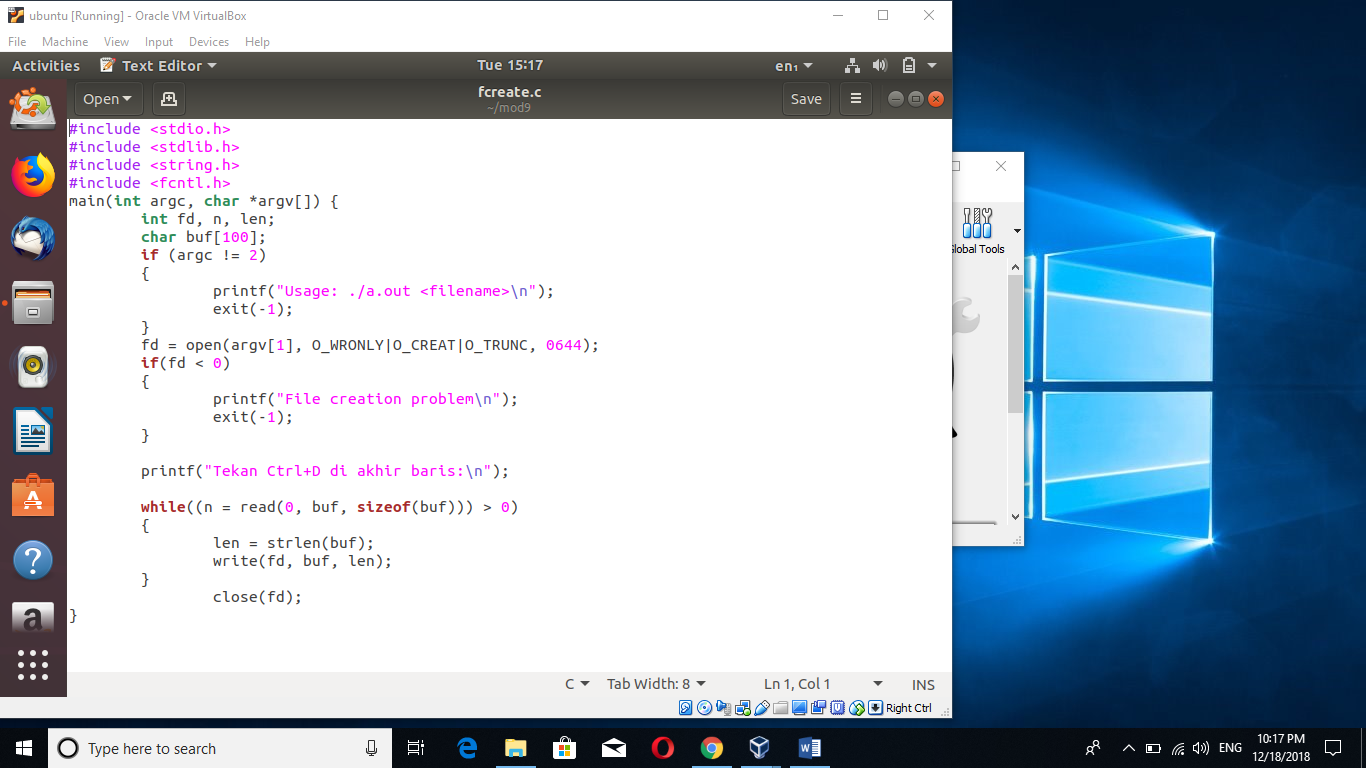 ubuntu [Running] - Oracle VM VirtualBox
File Machine View Input Devices Help
Activities Text Editor Tue 15:17 en₁
Open fcreate.c Save
~/mod9
#include <stdio.h>
#include <stdlib.h>
#include <string.h>
#include <fcntl.h>
main(int argc, char *argv[]) {
        int fd, n, len;
        char buf[100];
        if (argc != 2)
        {
                printf("Usage: ./a.out <filename>\n");
                exit(-1);
        }
        fd = open(argv[1], O_WRONLY|O_CREAT|O_TRUNC, 0644);
        if(fd < 0)
        {
                printf("File creation problem\n");
                exit(-1);
        }
        printf("Tekan Ctrl+D di akhir baris:\n");
        while((n = read(0, buf, sizeof(buf))) > 0)
        {
                len = strlen(buf);
                write(fd, buf, len);
        }
                close(fd);
}
C Tab Width: 8 Ln 1, Col 1 INS
Right Ctrl
Tools
Type here to search
ENG 10:17 PM
12/18/2018